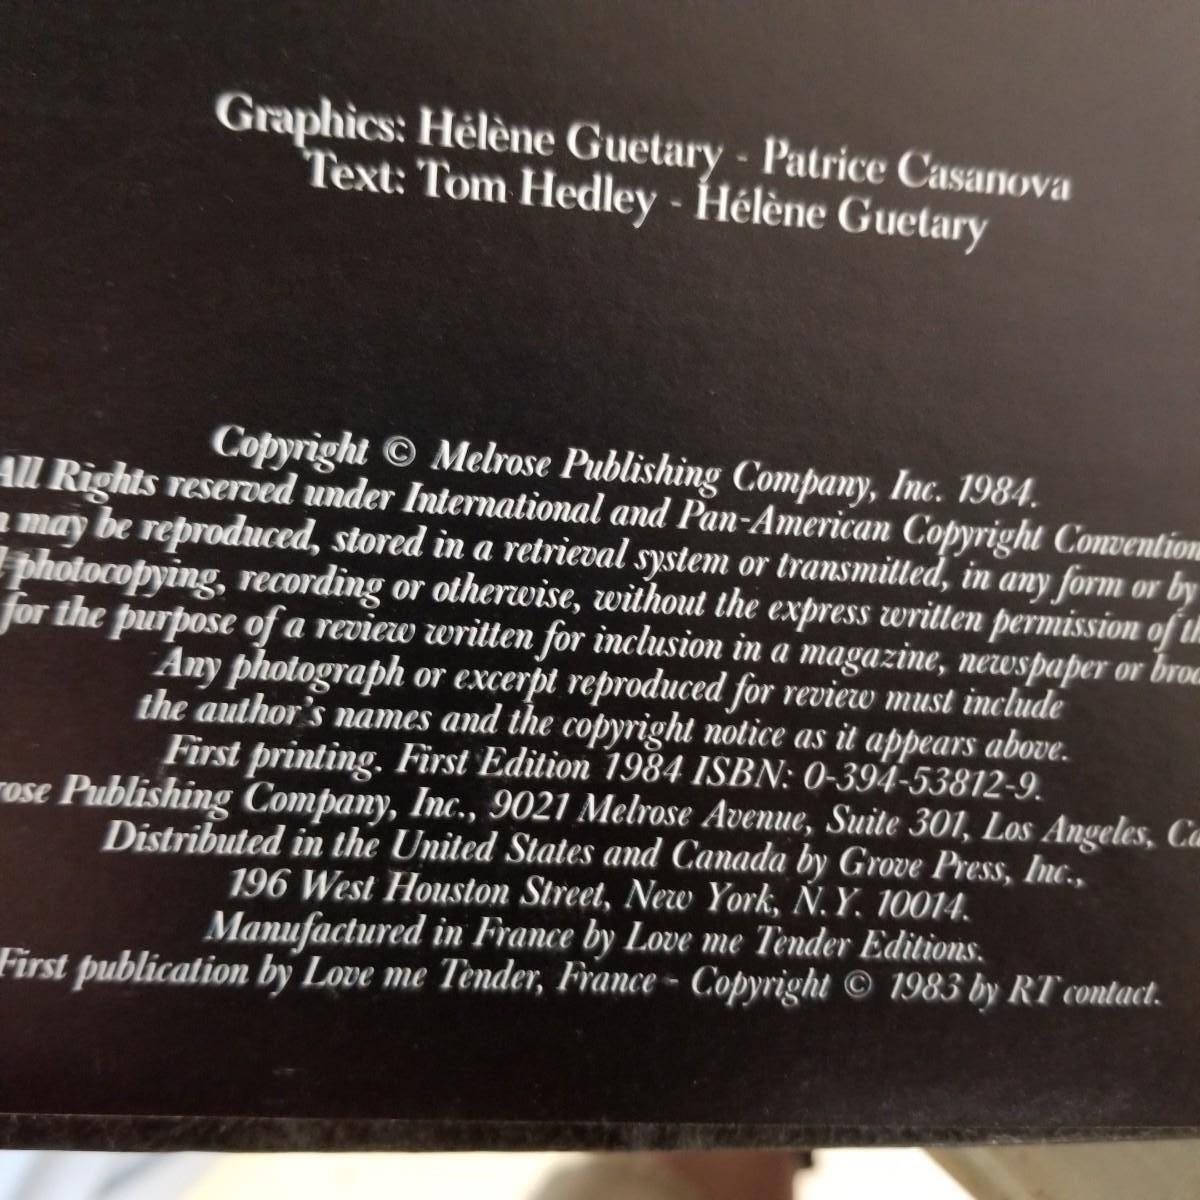 Graphics: Hélène Guetary - Patrice Casanova
Text: Tom Hedley - Hélène Guetary
Copyright © Melrose Publishing Company, Inc. 1984.
All Rights reserved under International and Pan-American Copyright Convention
may be reproduced, stored in a retrieval system or transmitted, in any form or by
photocopying, recording or otherwise, without the express written permission of
for the purpose of a review written for inclusion in a magazine, newspaper or
Any photograph or excerpt reproduced for review must include
the author's names and the copyright notice as it appears above.
First printing. First Edition 1984 ISBN: 0-394-53812-9.
rose Publishing Company, Inc., 9021 Melrose Avenue, Suite 301, Los Angeles,
Distributed in the United States and Canada by Grove Press, Inc.,
196 West Houston Street, New York, N.Y. 10014.
Manufactured in France by Love me Tender Editions.
First publication by Love me Tender, France - Copyright © 1983 by RT contact.